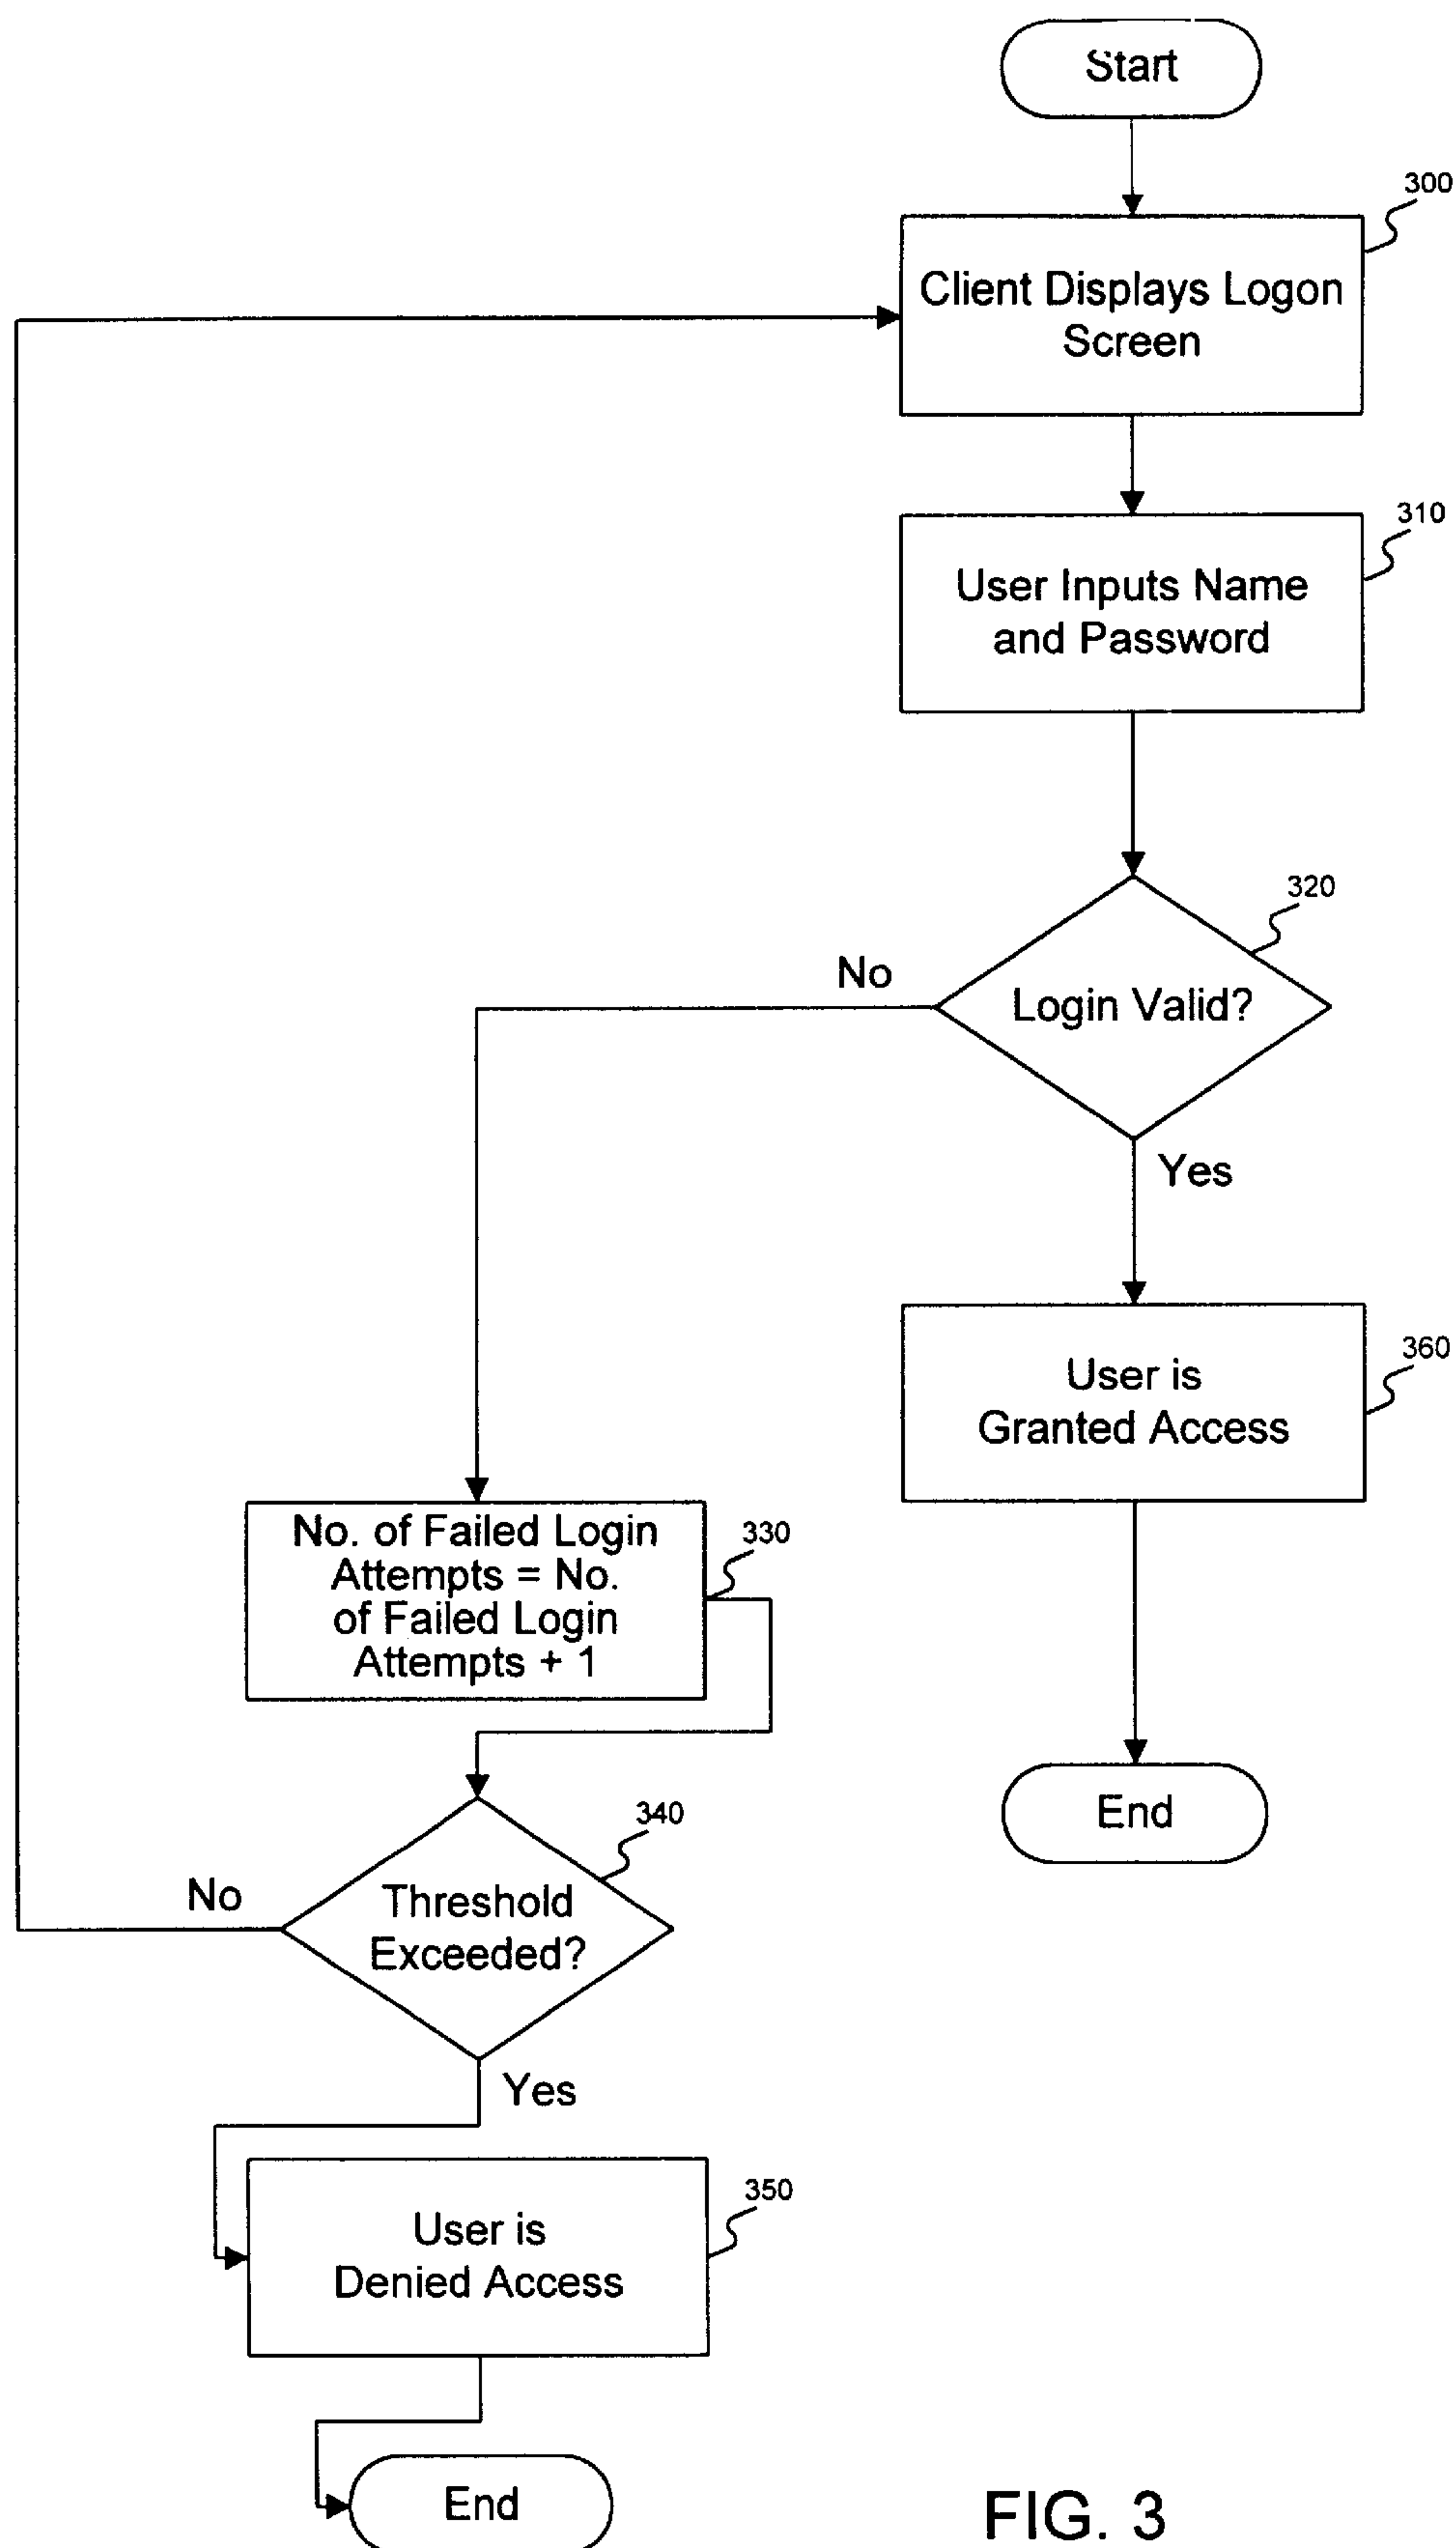 Start
300
Client Displays Logon
Screen
310
User Inputs Name
and Password
320
No
Login Valid?
Yes
360
User is
Granted Access
330
No. of Failed Login
Attempts = No.
of Failed Login
Attempts + 1
End
340
No
Threshold
Exceeded?
Yes
350
User is
Denied Access
End
FIG. 3